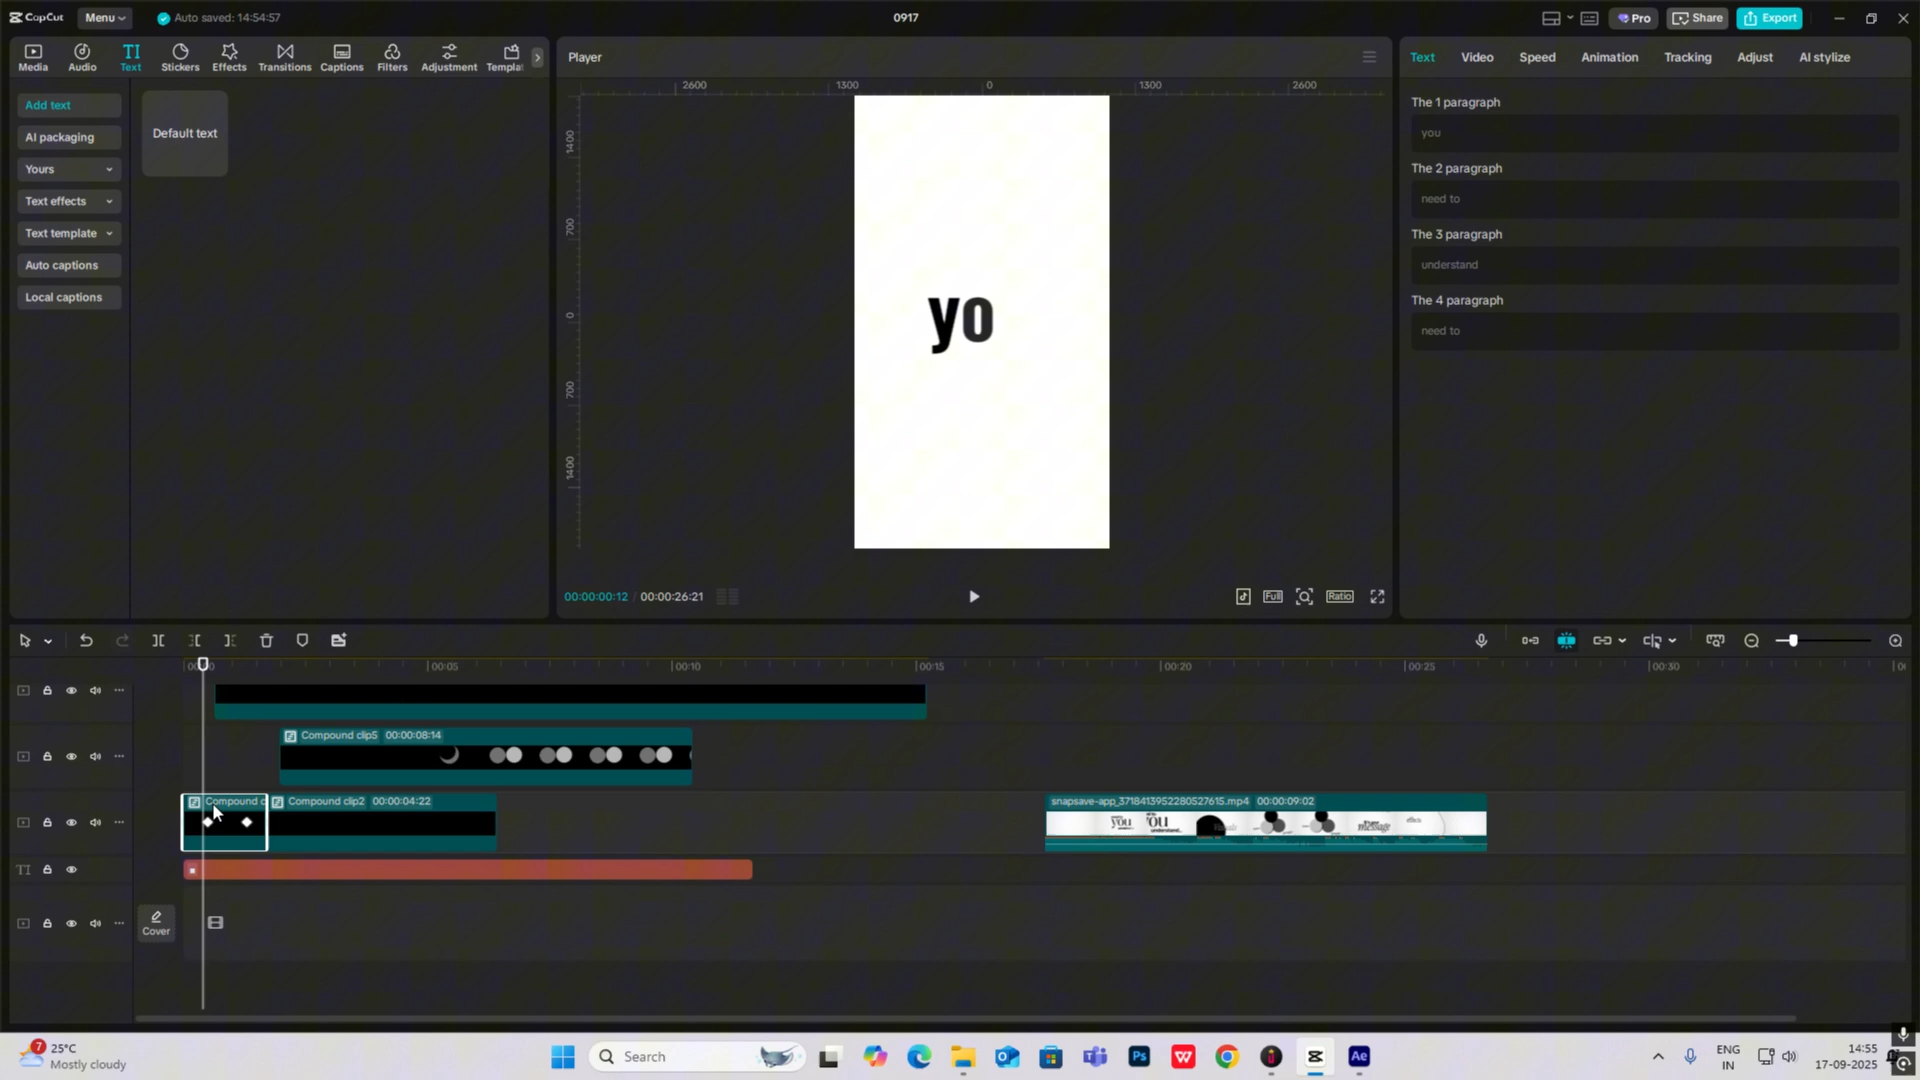 CapCut
Menu
Auto saved: 14:54:57
0917
Pro
Share
Export
Media
Audio
TI
Text
Stickers
Effects
Transitions
Captions
Filters
Adjustment
Templat
Add text
AI packaging
Yours
Text effects
Text template
Auto captions
Local captions
Default text
Player
2600
1300
0
1300
2600
1400
700
0
700
1400
yo
00:00:00:12 / 00:00:26:21
Full
Ratio
Text
Video
Speed
Animation
Tracking
Adjust
AI stylize
The 1 paragraph
you
The 2 paragraph
need to
The 3 paragraph
understand
The 4 paragraph
need to
00:05
00:10
00:15
00:20
00:25
00:30
Compound clip5 00:00:08:14
Compound c
Compound clip2 00:00:04:22
snapsave-app_3718413952280527615.mp4 00:00:09:02
TI
Cover
7
25°C
Mostly cloudy
Search
Ps
W
Ae
ENG
IN
14:55
17-09-2025